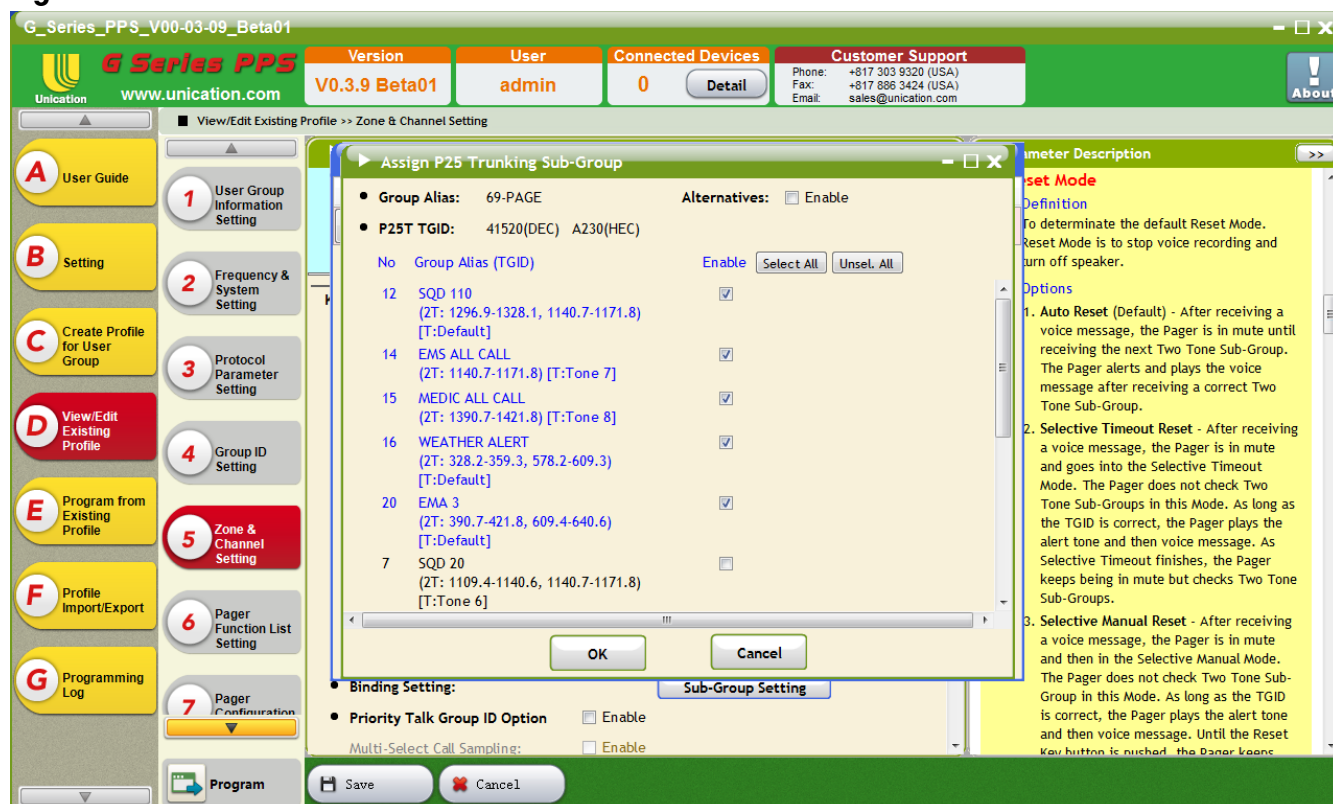 G_Series_PPS_V00-03-09_Beta01
Unication
G Series PPS
www.unication.com
Version
V0.3.9 Beta01
User
admin
Connected Devices
0
Detail
Customer Support
Phone: +817 303 9320 (USA)
Fax: +817 886 3424 (USA)
Email: sales@unication.com
About
View/Edit Existing Profile >> Zone & Channel Setting
A
User Guide
B
Setting
C
Create Profile
for User
Group
D
View/Edit
Existing
Profile
E
Program from
Existing
Profile
F
Profile
Import/Export
G
Programming
Log
1
User Group
Information
Setting
2
Frequency &
System
Setting
3
Protocol
Parameter
Setting
4
Group ID
Setting
5
Zone &
Channel
Setting
6
Pager
Function List
Setting
7
Pager
Configuration
Program
Assign P25 Trunking Sub-Group
Group Alias: 69-PAGE
Alternatives: Enable
P25T TGID: 41520(DEC) A230(HEC)
No Group Alias (TGID) Enable Select All Unsel. All
12 SQD 110
(2T: 1296.9-1328.1, 1140.7-1171.8)
[T:Default]
14 EMS ALL CALL
(2T: 1140.7-1171.8) [T:Tone 7]
15 MEDIC ALL CALL
(2T: 1390.7-1421.8) [T:Tone 8]
16 WEATHER ALERT
(2T: 328.2-359.3, 578.2-609.3)
[T:Default]
20 EMA 3
(2T: 390.7-421.8, 609.4-640.6)
[T:Default]
7 SQD 20
(2T: 1109.4-1140.6, 1140.7-1171.8)
[T:Tone 6]
OK
Cancel
Binding Setting: Sub-Group Setting
Priority Talk Group ID Option Enable
Multi-Select Call Sampling: Enable
Save
Cancel
ameter Description >>
set Mode
Definition
To determinate the default Reset Mode.
Reset Mode is to stop voice recording and
turn off speaker.
Options
1. Auto Reset (Default) - After receiving a
voice message, the Pager is in mute until
receiving the next Two Tone Sub-Group.
The Pager alerts and plays the voice
message after receiving a correct Two
Tone Sub-Group.
2. Selective Timeout Reset - After receiving
a voice message, the Pager is in mute
and goes into the Selective Timeout
Mode. The Pager does not check Two
Tone Sub-Groups in this Mode. As long as
the TGID is correct, the Pager plays the
alert tone and then voice message. As
Selective Timeout finishes, the Pager
keeps being in mute but checks Two Tone
Sub-Groups.
3. Selective Manual Reset - After receiving
a voice message, the Pager is in mute
and then in the Selective Manual Mode.
The Pager does not check Two Tone Sub-
Group in this Mode. As long as the TGID
is correct, the Pager plays the alert tone
and then voice message. Until the Reset
Key button is pushed, the Pager keeps